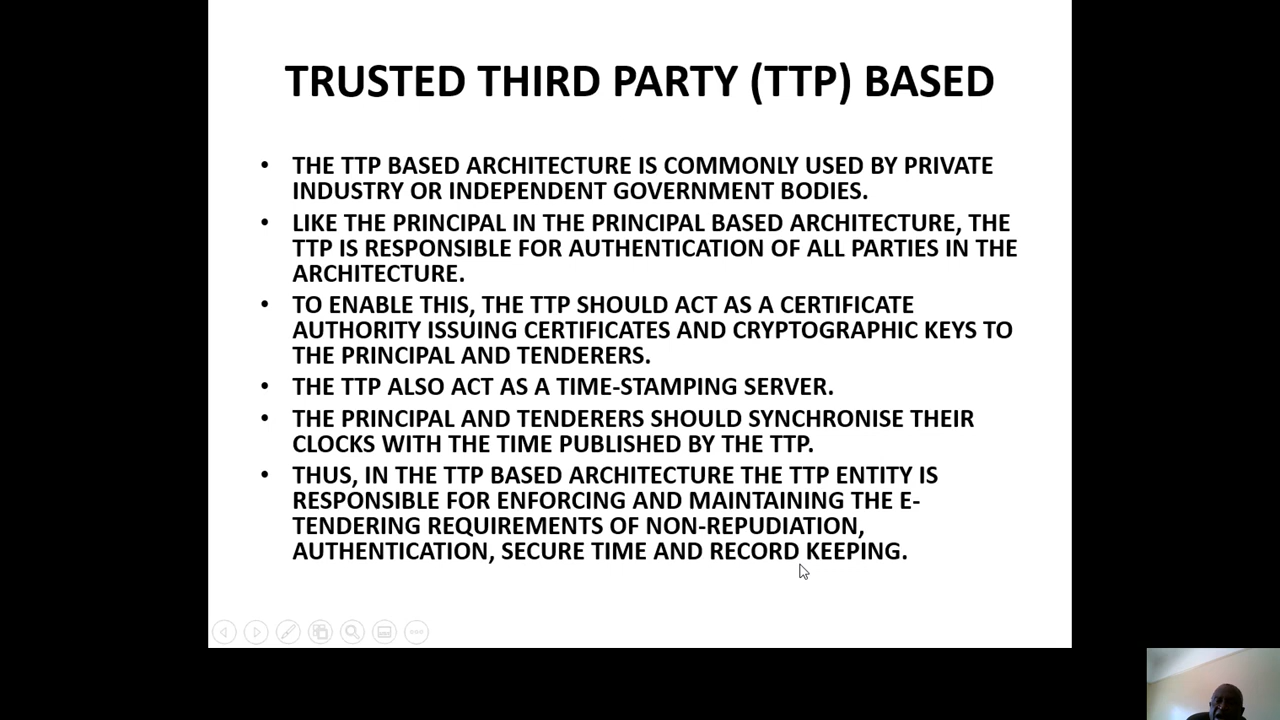 TRUSTED THIRD PARTY (TTP) BASED
• THE TTP BASED ARCHITECTURE IS COMMONLY USED BY PRIVATE
INDUSTRY OR INDEPENDENT GOVERNMENT BODIES.
• LIKE THE PRINCIPAL IN THE PRINCIPAL BASED ARCHITECTURE, THE
TTP IS RESPONSIBLE FOR AUTHENTICATION OF ALL PARTIES IN THE
ARCHITECTURE.
• TO ENABLE THIS, THE TTP SHOULD ACT AS A CERTIFICATE
AUTHORITY ISSUING CERTIFICATES AND CRYPTOGRAPHIC KEYS TO
THE PRINCIPAL AND TENDERERS.
• THE TTP ALSO ACT AS A TIME-STAMPING SERVER.
• THE PRINCIPAL AND TENDERERS SHOULD SYNCHRONISE THEIR
CLOCKS WITH THE TIME PUBLISHED BY THE TTP.
• THUS, IN THE TTP BASED ARCHITECTURE THE TTP ENTITY IS
RESPONSIBLE FOR ENFORCING AND MAINTAINING THE E-
TENDERING REQUIREMENTS OF NON-REPUDIATION,
AUTHENTICATION, SECURE TIME AND RECORD KEEPING.